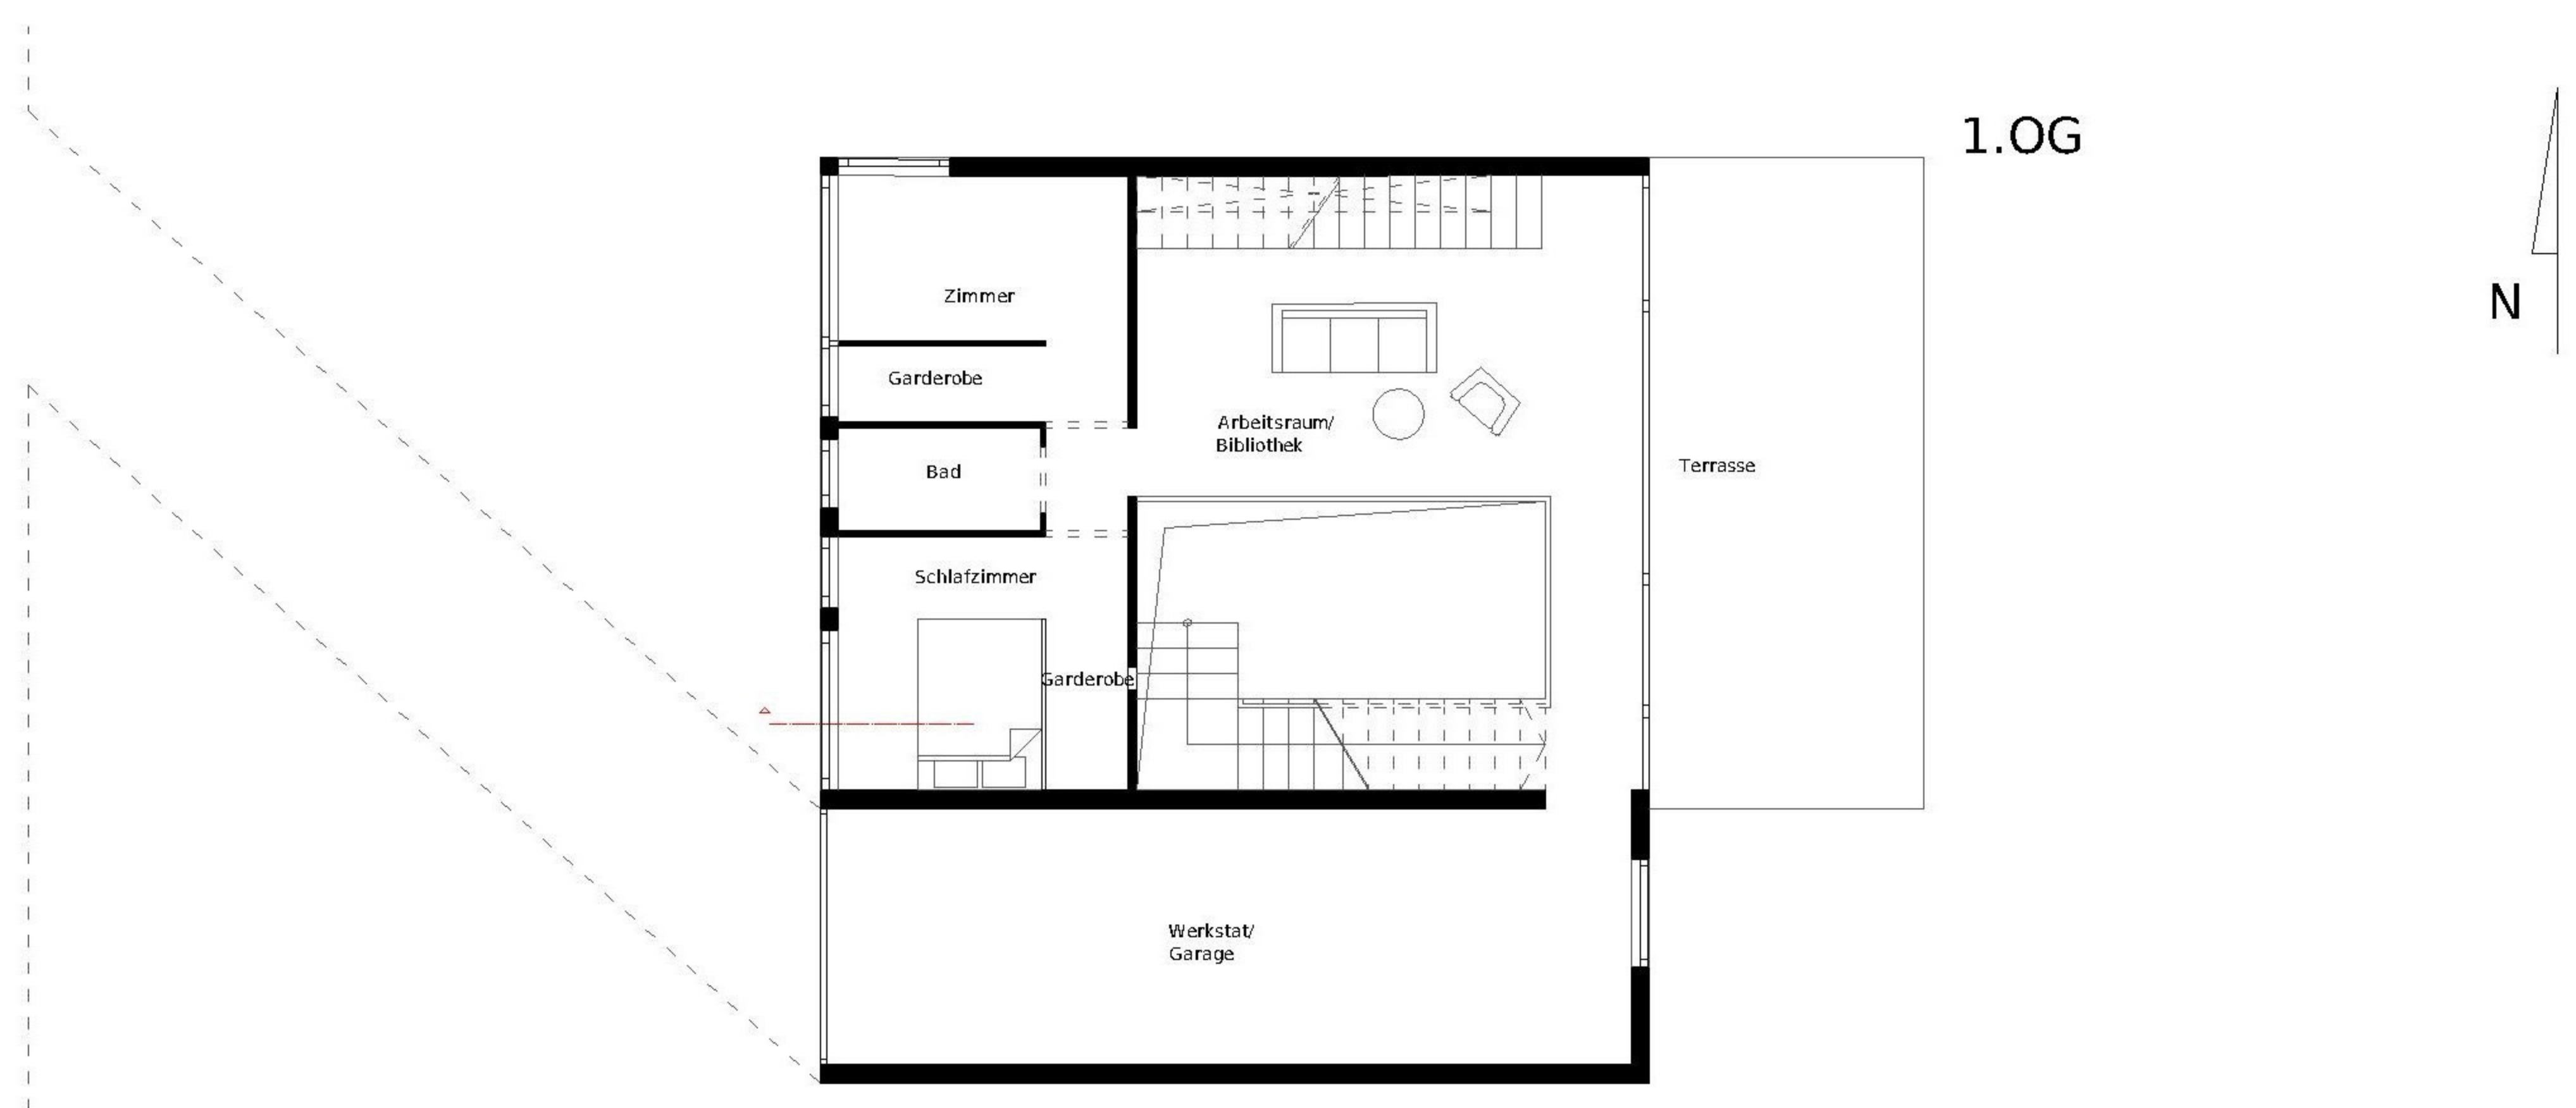 1.OG
N
Zimmer
Garderobe
Arbeitsraum/
Bibliothek
Bad
Terrasse
Schlafzimmer
Garderobe
Werkstat/
Garage